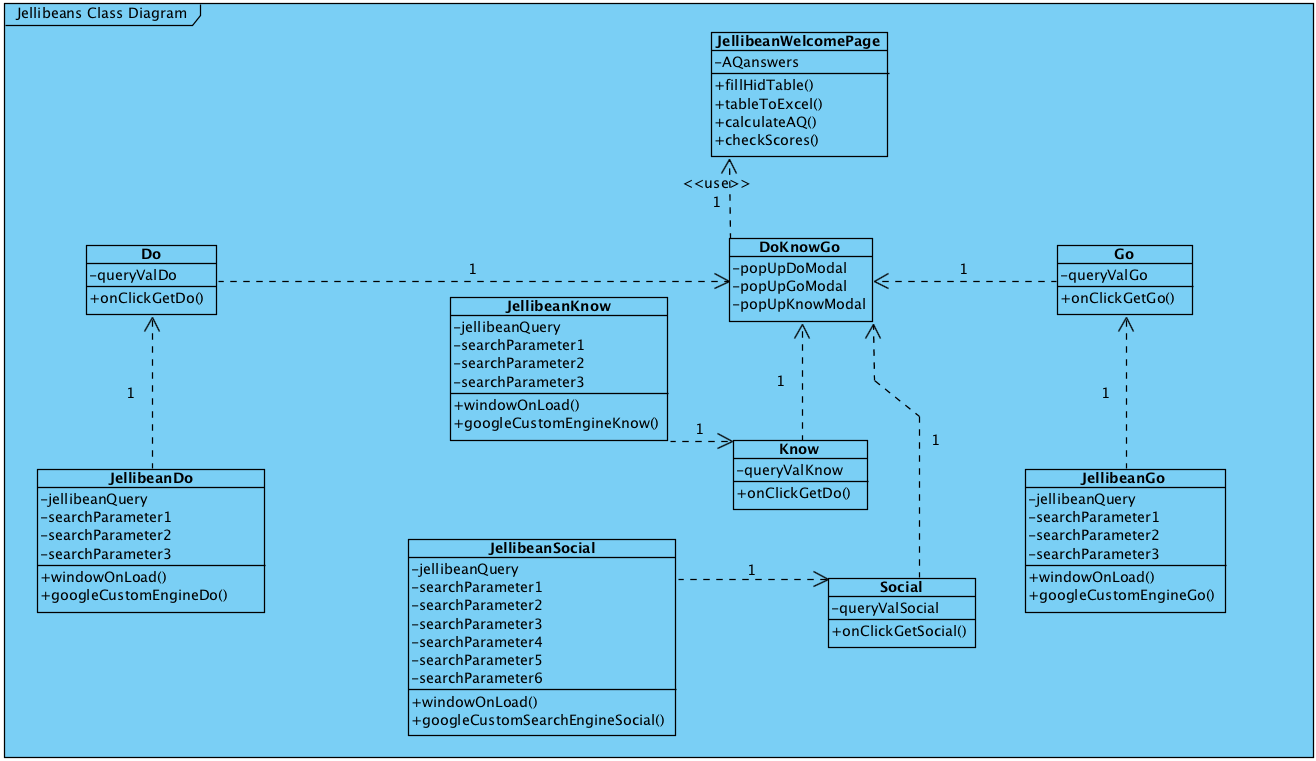 Jellibeans Class Diagram
JellibeanWelcomePage
-AQanswers
+fillHidTable()
+tableToExcel()
+calculateAQ()
+checkScores()
<<use>>
1
Do
-queryValDo
+onClickGetDo()
1
DoKnowGo
-popUpDoModal
-popUpGoModal
-popUpKnowModal
1
Go
-queryValGo
+onClickGetGo()
JellibeanKnow
-jellibeanQuery
-searchParameter1
-searchParameter2
-searchParameter3
+windowOnLoad()
+googleCustomEngineKnow()
1
1
1
1
1
Know
-queryValKnow
+onClickGetDo()
JellibeanDo
-jellibeanQuery
-searchParameter1
-searchParameter2
-searchParameter3
+windowOnLoad()
+googleCustomEngineDo()
JellibeanGo
-jellibeanQuery
-searchParameter1
-searchParameter2
-searchParameter3
+windowOnLoad()
+googleCustomEngineGo()
JellibeanSocial
-jellibeanQuery
-searchParameter1
-searchParameter2
-searchParameter3
-searchParameter4
-searchParameter5
-searchParameter6
+windowOnLoad()
+googleCustomSearchEngineSocial()
1
Social
-queryValSocial
+onClickGetSocial()